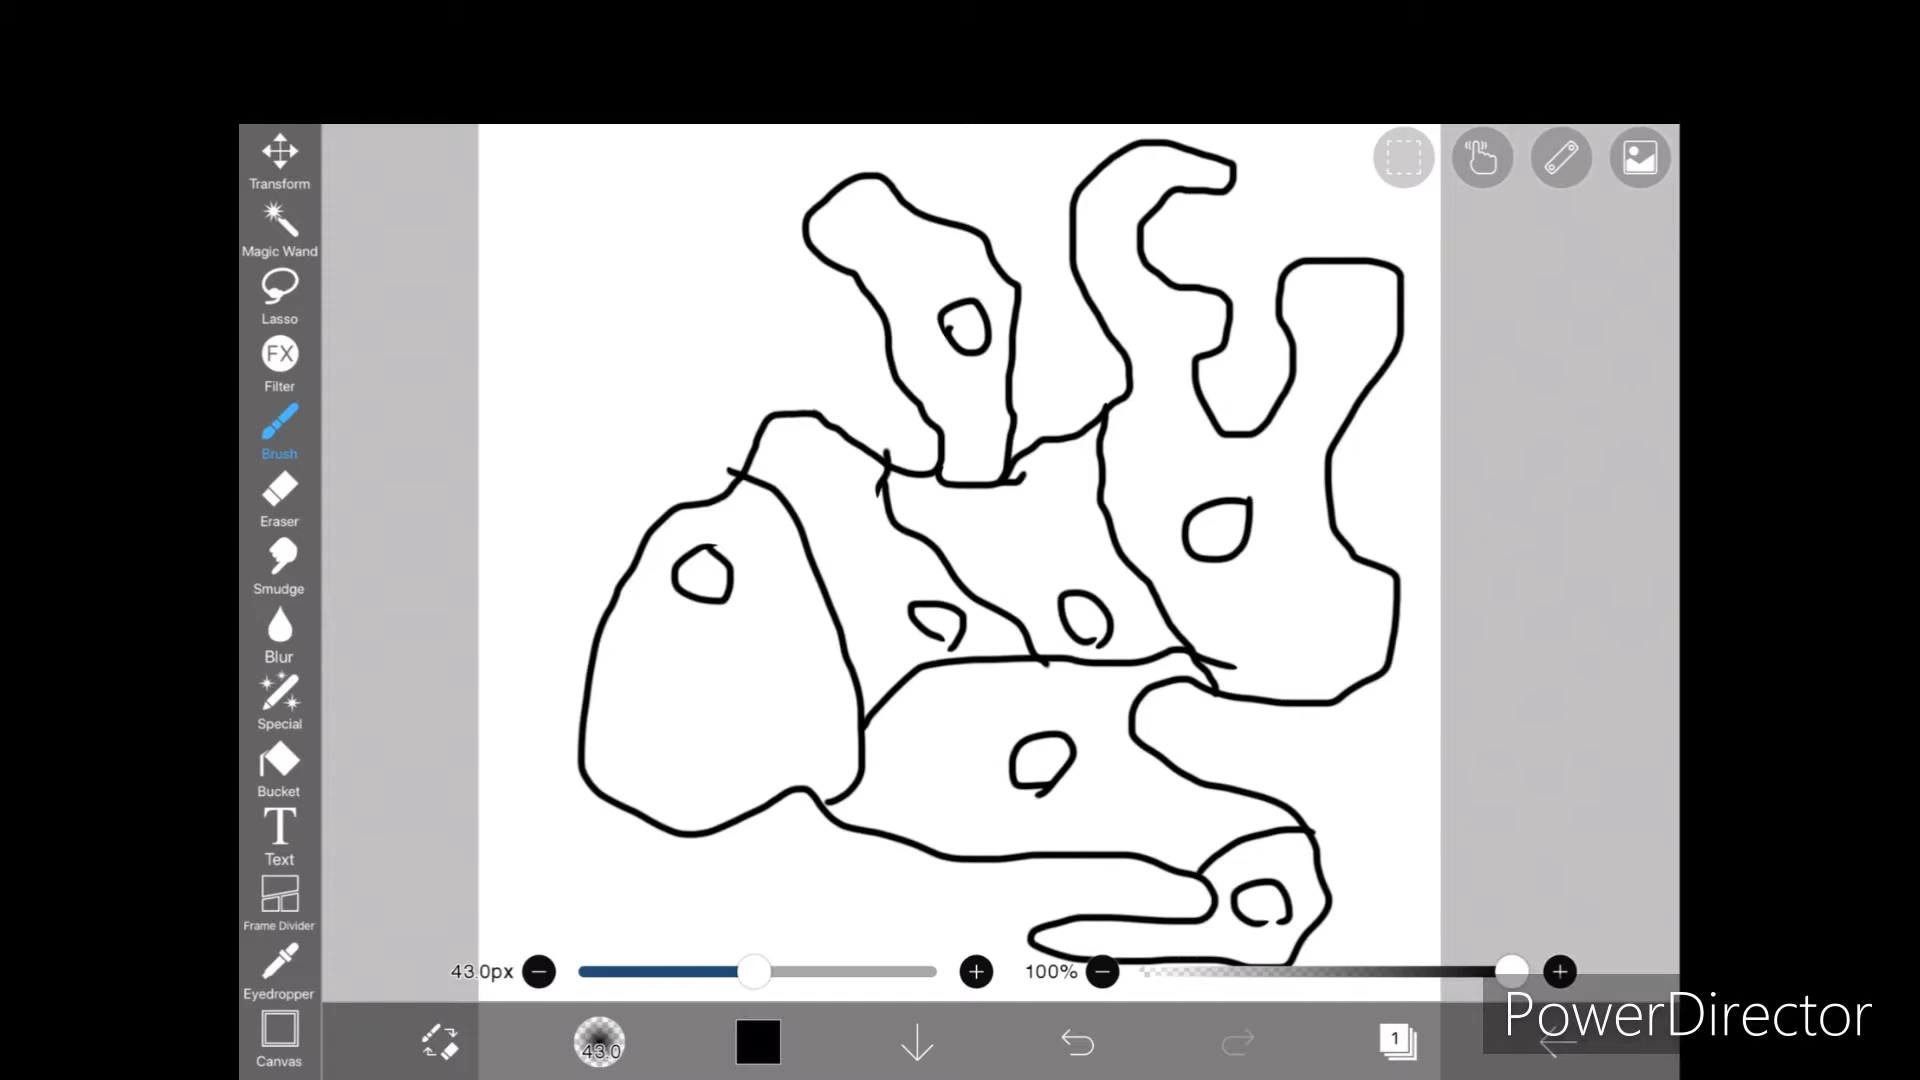 Transform
Magic Wand
Lasso
FX
Filter
Brush
Eraser
Smudge
Blur
Special
Bucket
T
Text
Frame Divider
Eyedropper
Canvas
43.0px
100%
43.0
1
PowerDirector